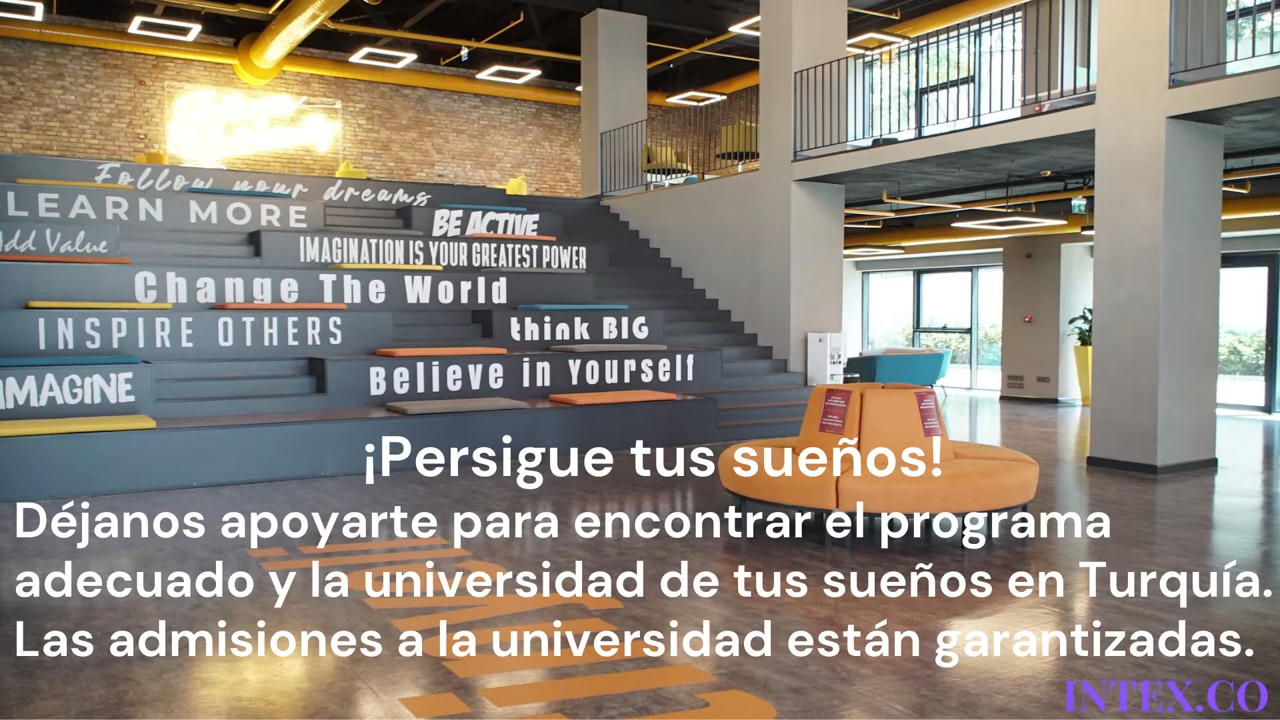 Follow your dreams
LEARN MORE
BE ACTIVE
Add Value
IMAGINATION IS YOUR GREATEST POWER
Change The World
INSPIRE OTHERS
think BIG
Believe in Yourself
IMAGINE
¡Persigue tus sueños!
Déjanos apoyarte para encontrar el programa
adecuado y la universidad de tus sueños en Turquía.
Las admisiones a la universidad están garantizadas.
INTEX.CO